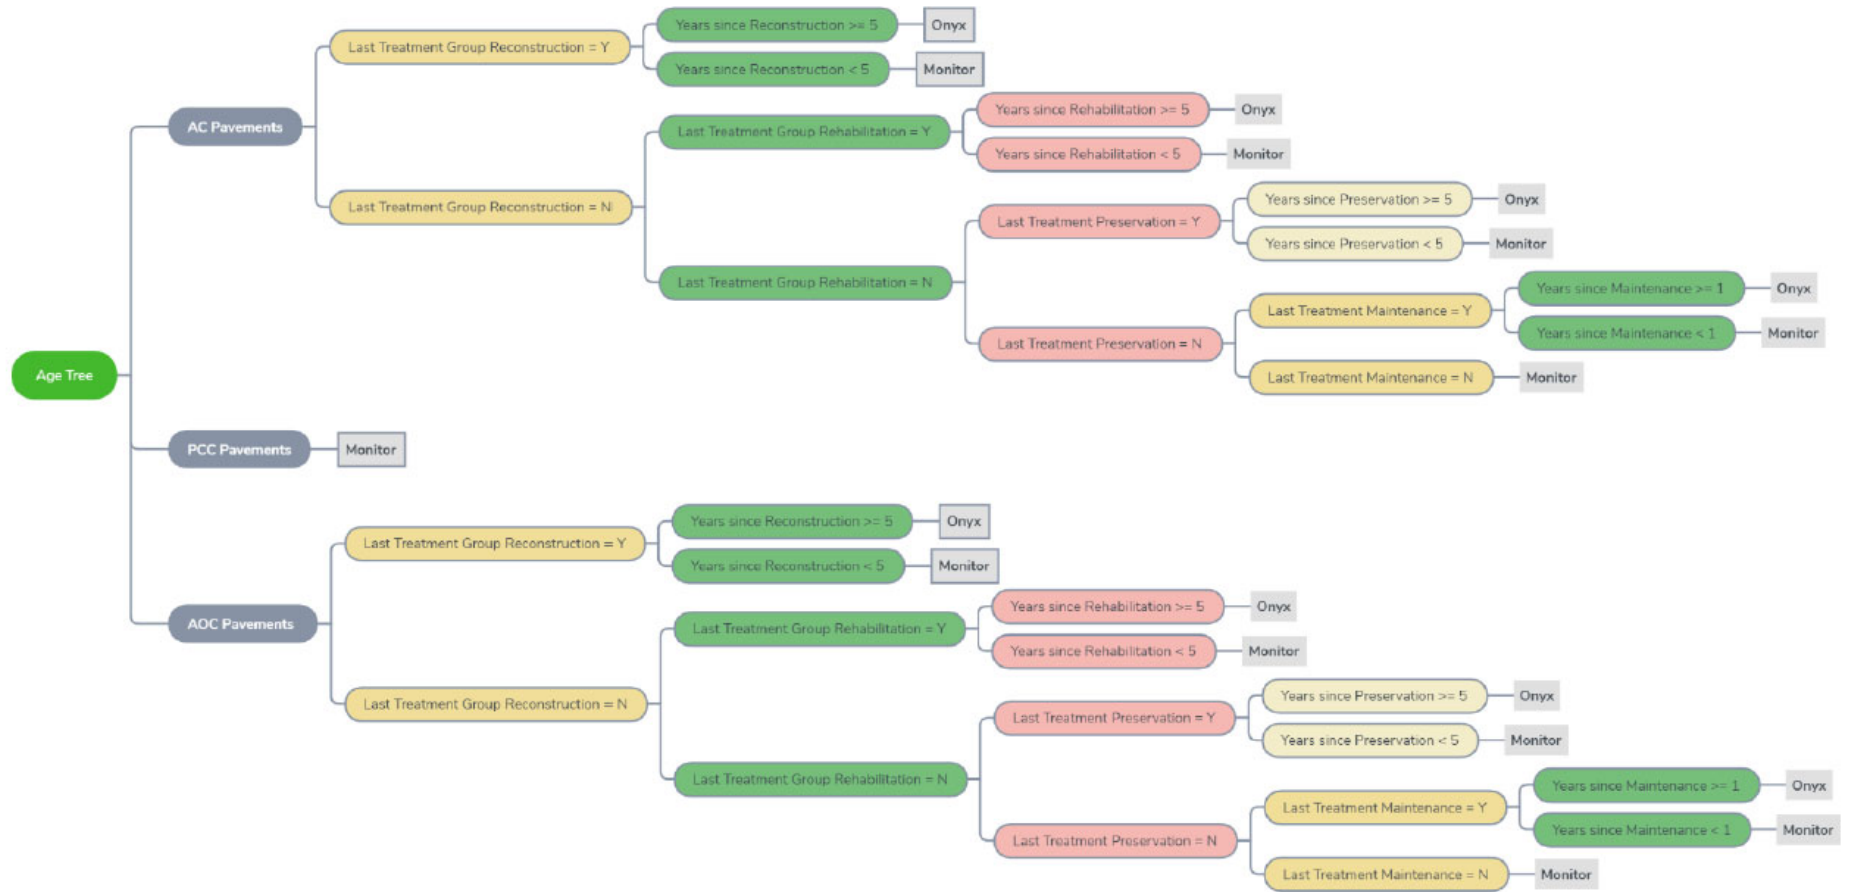 Age Tree
AC Pavements
Last Treatment Group Reconstruction = Y
Years since Reconstruction >= 5
Onyx
Years since Reconstruction < 5
Monitor
Last Treatment Group Reconstruction = N
Last Treatment Group Rehabilitation = Y
Years since Rehabilitation >= 5
Onyx
Years since Rehabilitation < 5
Monitor
Last Treatment Group Rehabilitation = N
Last Treatment Preservation = Y
Years since Preservation >= 5
Onyx
Years since Preservation < 5
Monitor
Last Treatment Preservation = N
Last Treatment Maintenance = Y
Years since Maintenance >= 1
Onyx
Years since Maintenance < 1
Monitor
Last Treatment Maintenance = N
Monitor
PCC Pavements
Monitor
AOC Pavements
Last Treatment Group Reconstruction = Y
Years since Reconstruction >= 5
Onyx
Years since Reconstruction < 5
Monitor
Last Treatment Group Reconstruction = N
Last Treatment Group Rehabilitation = Y
Years since Rehabilitation >= 5
Onyx
Years since Rehabilitation < 5
Monitor
Last Treatment Group Rehabilitation = N
Last Treatment Preservation = Y
Years since Preservation >= 5
Onyx
Years since Preservation < 5
Monitor
Last Treatment Preservation = N
Last Treatment Maintenance = Y
Years since Maintenance >= 1
Onyx
Years since Maintenance < 1
Monitor
Last Treatment Maintenance = N
Monitor